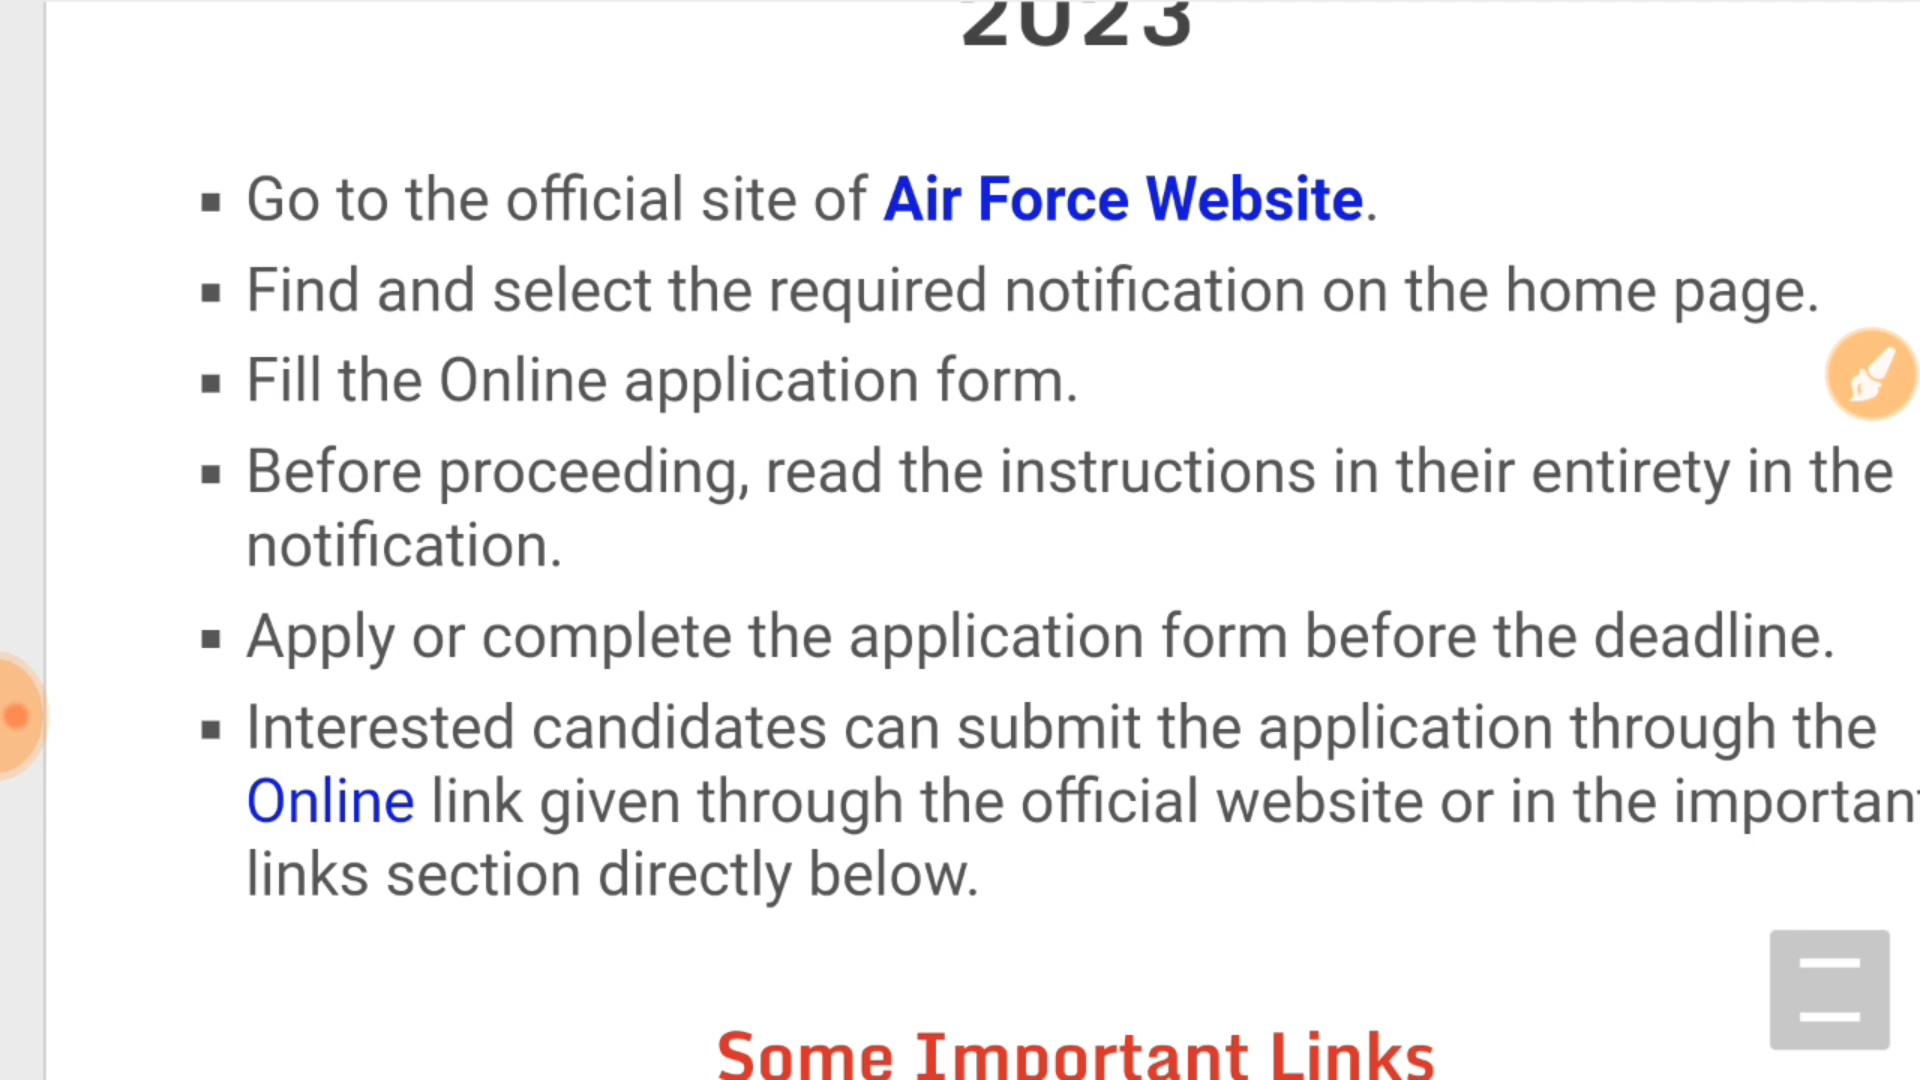 2023
▪ Go to the official site of Air Force Website.
▪ Find and select the required notification on the home page.
▪ Fill the Online application form.
▪ Before proceeding, read the instructions in their entirety in the
notification.
▪ Apply or complete the application form before the deadline.
▪ Interested candidates can submit the application through the
Online link given through the official website or in the important
links section directly below.
Some Important Links